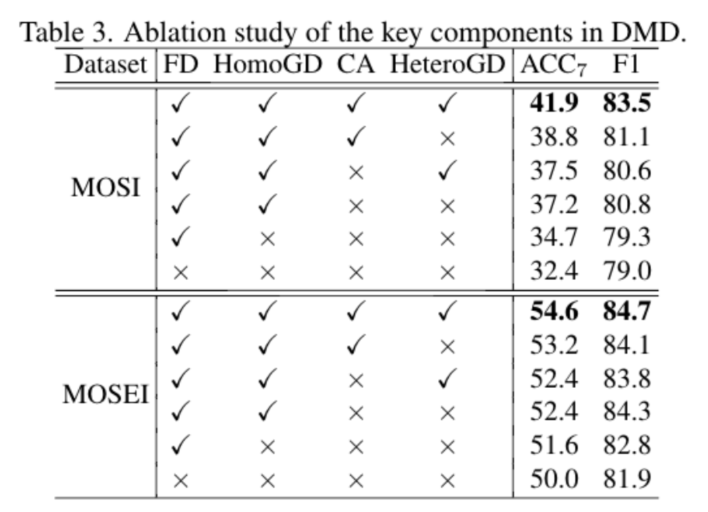 Table 3. Ablation study of the key components in DMD.
Dataset FD HomoGD CA HeteroGD ACC₇ F1
MOSI
✓ ✓ ✓ ✓ 41.9 83.5
✓ ✓ ✓ × 38.8 81.1
✓ ✓ × ✓ 37.5 80.6
✓ ✓ × × 37.2 80.8
✓ × × × 34.7 79.3
× × × × 32.4 79.0
MOSEI
✓ ✓ ✓ ✓ 54.6 84.7
✓ ✓ ✓ × 53.2 84.1
✓ ✓ × ✓ 52.4 83.8
✓ ✓ × × 52.4 84.3
✓ × × × 51.6 82.8
× × × × 50.0 81.9